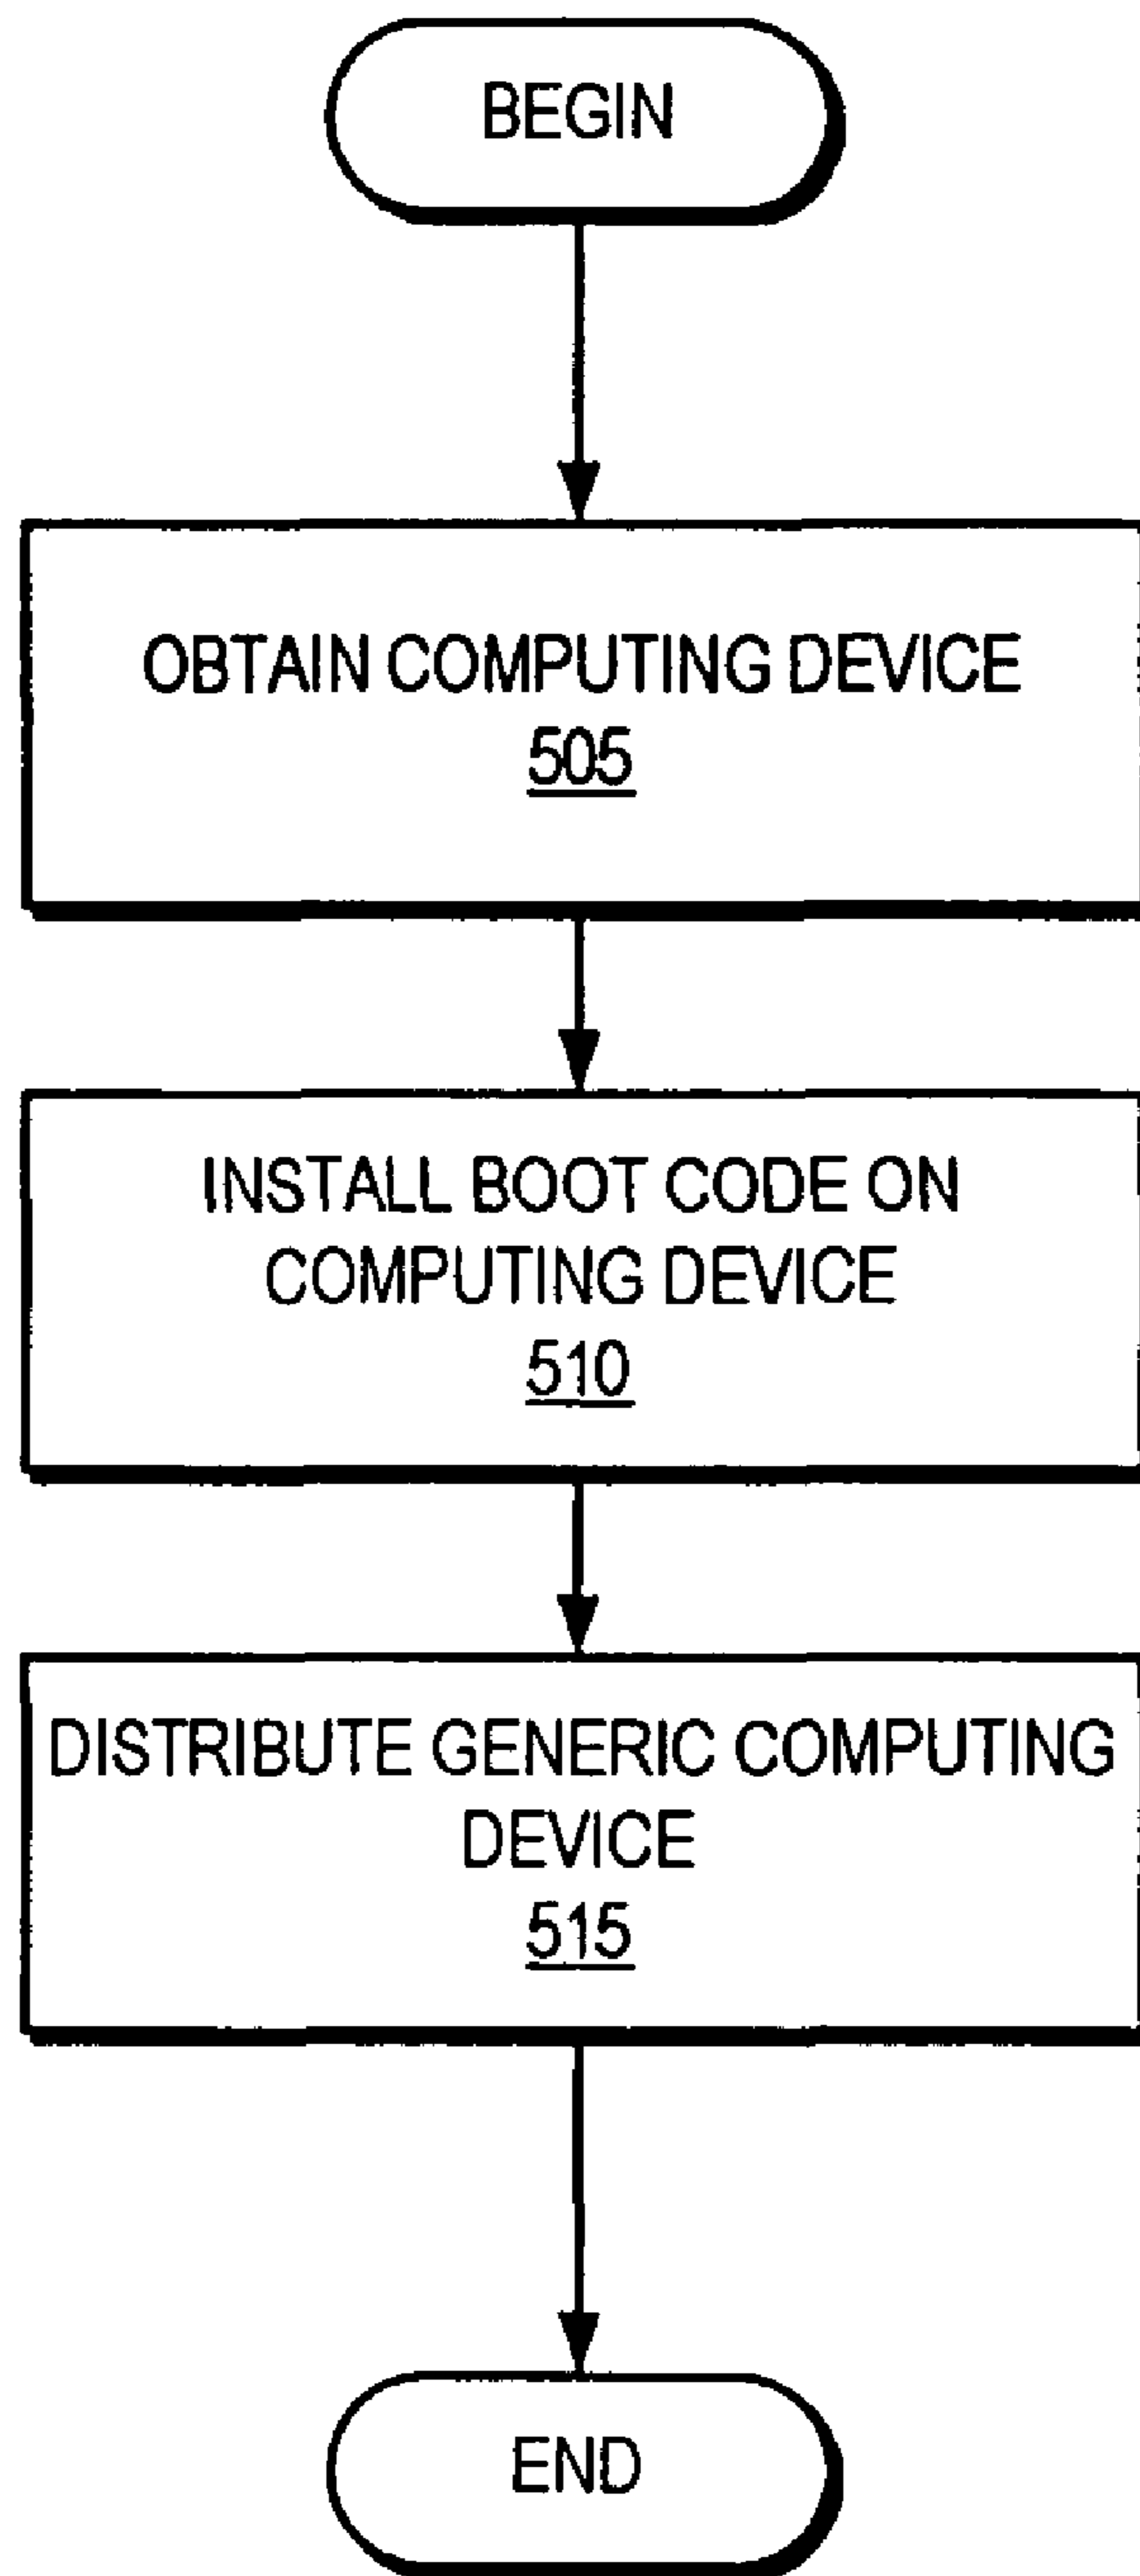 BEGIN
OBTAIN COMPUTING DEVICE
505
INSTALL BOOT CODE ON
COMPUTING DEVICE
510
DISTRIBUTE GENERIC COMPUTING
DEVICE
515
END